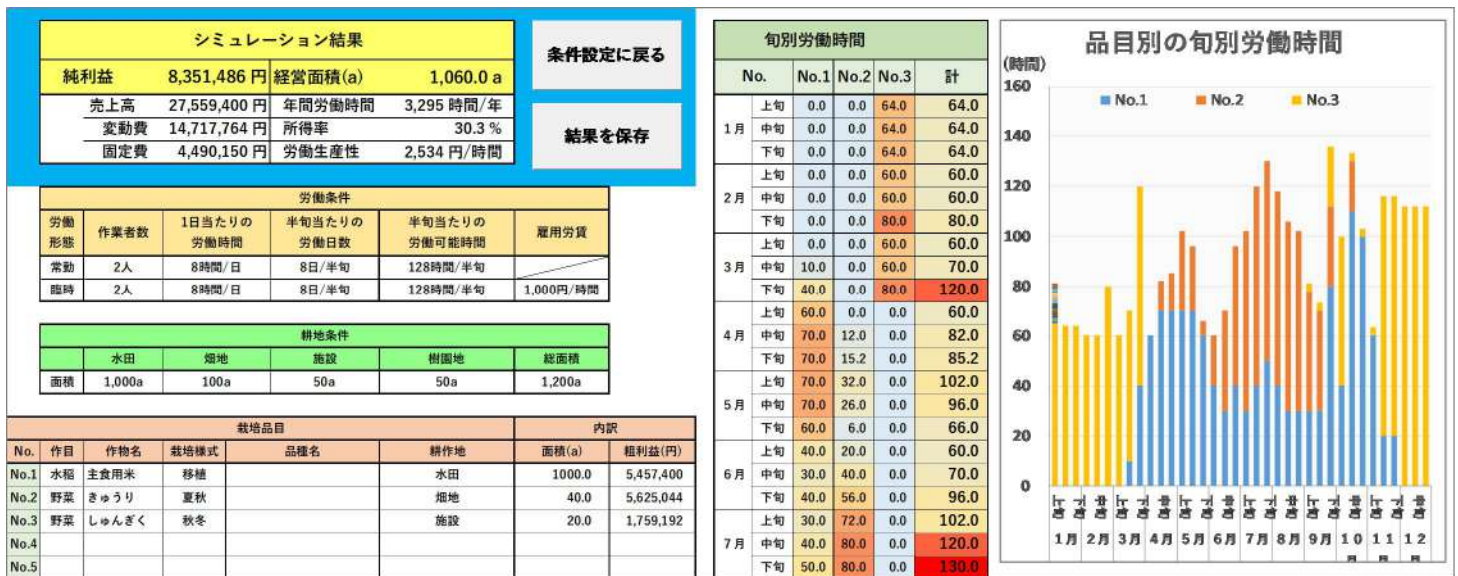 シミュレーション結果
純利益 8,351,486 円 経営面積(a) 1,060.0 a
売上高 27,559,400 円 年間労働時間 3,295 時間/年
変動費 14,717,764 円 所得率 30.3 %
固定費 4,490,150 円 労働生産性 2,534 円/時間
条件設定に戻る
結果を保存
労働条件
労働形態 作業者数 1日当たりの労働時間 半旬当たりの労働日数 半旬当たりの労働可能時間 雇用労賃
常勤 2人 8時間/日 8日/半旬 128時間/半旬
臨時 2人 8時間/日 8日/半旬 128時間/半旬 1,000円/時間
耕地条件
水田 畑地 施設 樹園地 総面積
面積 1,000a 100a 50a 50a 1,200a
栽培品目 内訳
No. 作目 作物名 栽培様式 品種名 耕作地 面積(a) 粗利益(円)
No.1 水稲 主食用米 移植 水田 1000.0 5,457,400
No.2 野菜 きゅうり 夏秋 畑地 40.0 5,625,044
No.3 野菜 しゅんぎく 秋冬 施設 20.0 1,759,192
No.4
No.5
旬別労働時間
No. No.1 No.2 No.3 計
1月 上旬 0.0 0.0 64.0 64.0
中旬 0.0 0.0 64.0 64.0
下旬 0.0 0.0 64.0 64.0
2月 上旬 0.0 0.0 60.0 60.0
中旬 0.0 0.0 60.0 60.0
下旬 0.0 0.0 80.0 80.0
3月 上旬 0.0 0.0 60.0 60.0
中旬 10.0 0.0 60.0 70.0
下旬 40.0 0.0 80.0 120.0
4月 上旬 60.0 0.0 0.0 60.0
中旬 70.0 12.0 0.0 82.0
下旬 70.0 15.2 0.0 85.2
5月 上旬 70.0 32.0 0.0 102.0
中旬 70.0 26.0 0.0 96.0
下旬 60.0 6.0 0.0 66.0
6月 上旬 40.0 20.0 0.0 60.0
中旬 30.0 40.0 0.0 70.0
下旬 40.0 56.0 0.0 96.0
7月 上旬 30.0 72.0 0.0 102.0
中旬 40.0 80.0 0.0 120.0
下旬 50.0 80.0 0.0 130.0
品目別の旬別労働時間
(時間)
No.1 No.2 No.3
160
140
120
100
80
60
40
20
0
1月 2月 3月 4月 5月 6月 7月 8月 9月 10月 11月 12月